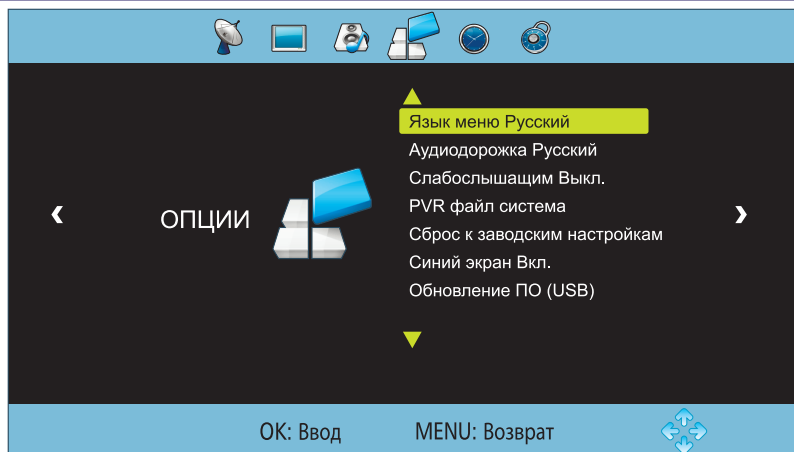 ОПЦИИ
Язык меню Русский
Аудиодорожка Русский
Слабослышащим Выкл.
PVR файл система
Сброс к заводским настройкам
Синий экран Вкл.
Обновление ПО (USB)
OK: Ввод MENU: Возврат